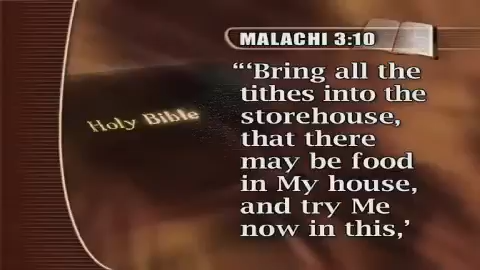 MALACHI 3:10
Holy Bible
"'Bring all the
tithes into the
storehouse,
that there
may be food
in My house,
and try Me
now in this,'